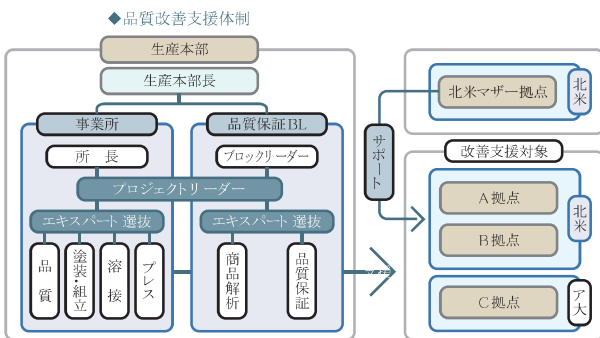 ◆品質改善支援体制
生産本部
生産本部長
事業所
所長
品質保証BL
ブロックリーダー
プロジェクトリーダー
エキスパート選抜
品質
塗装・組立
溶接
プレス
エキスパート選抜
商品解析
品質保証
北米マザー拠点
北米
サポート
改善支援対象
A拠点
B拠点
北米
C拠点
ア大